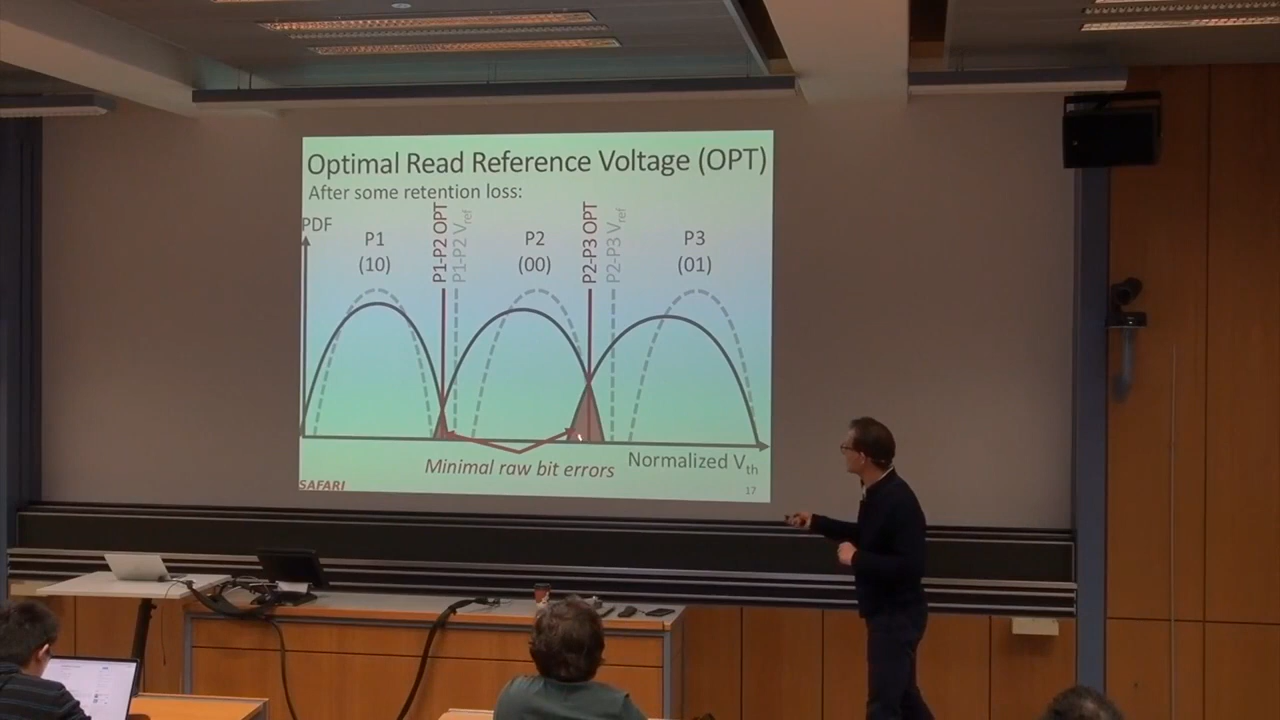 Optimal Read Reference Voltage (OPT)
After some retention loss:
PDF
P1
(10)
P1-P2 OPT
P1-P2 Vref
P2
(00)
P2-P3 OPT
P2-P3 Vref
P3
(01)
Minimal raw bit errors
Normalized Vth
SAFARI
17